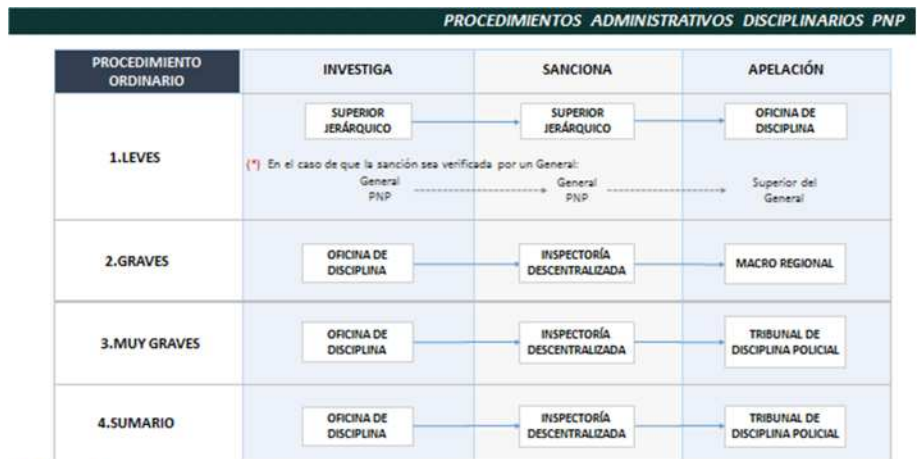 PROCEDIMIENTOS ADMINISTRATIVOS DISCIPLINARIOS PNP
PROCEDIMIENTO
ORDINARIO
INVESTIGA
SANCIONA
APELACIÓN
1.LEVES
SUPERIOR
JERÁRQUICO
SUPERIOR
JERÁRQUICO
OFICINA DE
DISCIPLINA
(*) En el caso de que la sanción sea verificada por un General:
General
PNP
General
PNP
Superior del
General
2.GRAVES
OFICINA DE
DISCIPLINA
INSPECTORÍA
DESCENTRALIZADA
MACRO REGIONAL
3.MUY GRAVES
OFICINA DE
DISCIPLINA
INSPECTORÍA
DESCENTRALIZADA
TRIBUNAL DE
DISCIPLINA POLICIAL
4.SUMARIO
OFICINA DE
DISCIPLINA
INSPECTORÍA
DESCENTRALIZADA
TRIBUNAL DE
DISCIPLINA POLICIAL